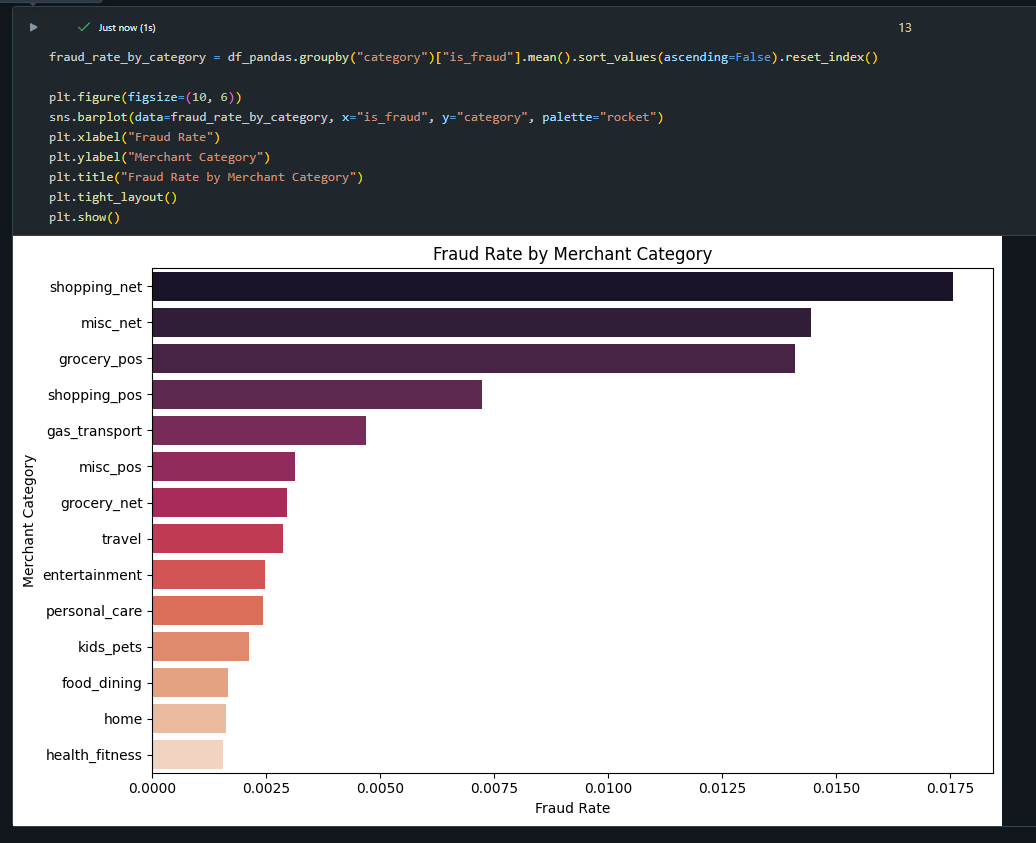 Just now (1s)
13
fraud_rate_by_category = df_pandas.groupby("category")["is_fraud"].mean().sort_values(ascending=False).reset_index()
plt.figure(figsize=(10, 6))
sns.barplot(data=fraud_rate_by_category, x="is_fraud", y="category", palette="rocket")
plt.xlabel("Fraud Rate")
plt.ylabel("Merchant Category")
plt.title("Fraud Rate by Merchant Category")
plt.tight_layout()
plt.show()
Fraud Rate by Merchant Category
Merchant Category
shopping_net
misc_net
grocery_pos
shopping_pos
gas_transport
misc_pos
grocery_net
travel
entertainment
personal_care
kids_pets
food_dining
home
health_fitness
0.0000 0.0025 0.0050 0.0075 0.0100 0.0125 0.0150 0.0175
Fraud Rate